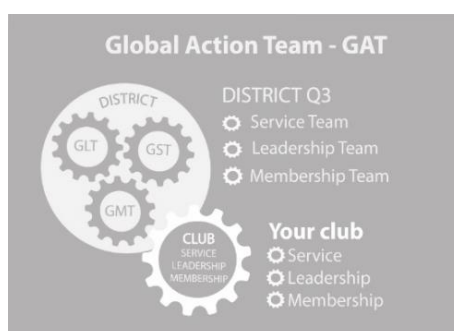 Global Action Team - GAT
DISTRICT
GLT
GST
GMT
DISTRICT Q3
Service Team
Leadership Team
Membership Team
CLUB
SERVICE
LEADERSHIP
MEMBERSHIP
Your club
Service
Leadership
Membership